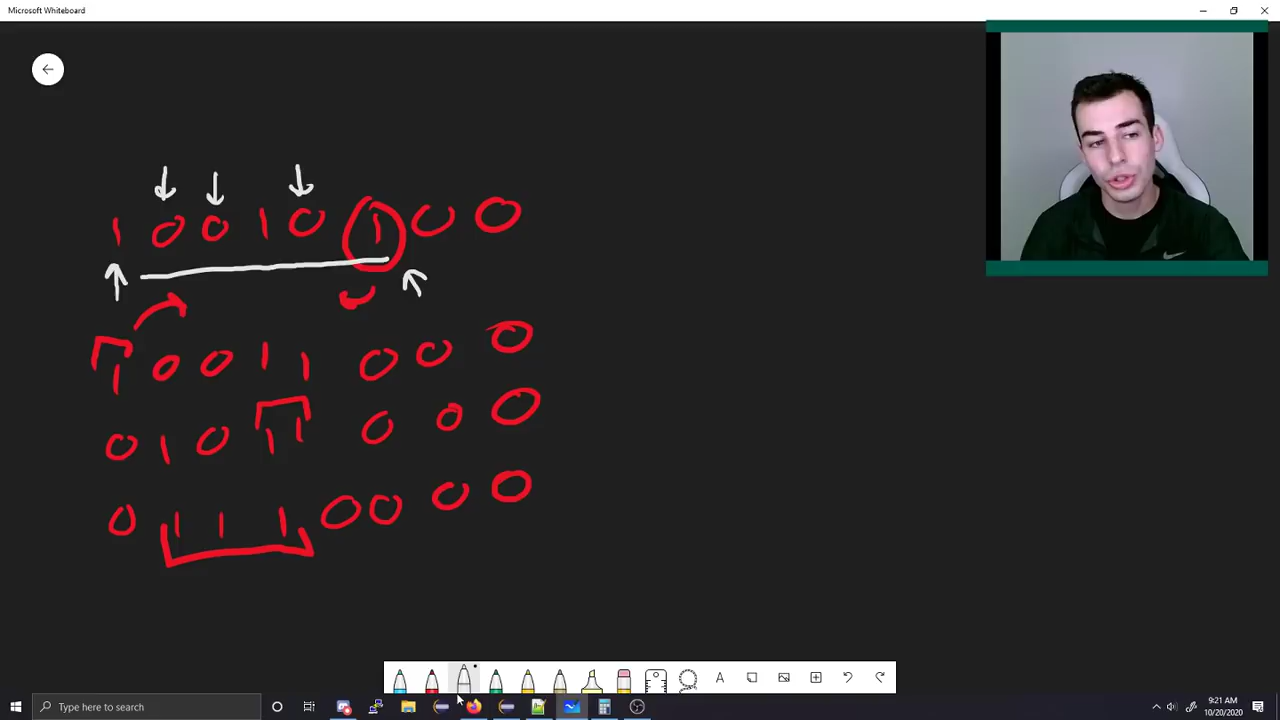 Microsoft Whiteboard
1 0 0 1 0 1 0 0
1 0 0 1 1 0 0 0
0 1 0 1 1 0 0 0
0 1 1 1 0 0 0 0
A
Type here to search
9:21 AM
10/20/2020